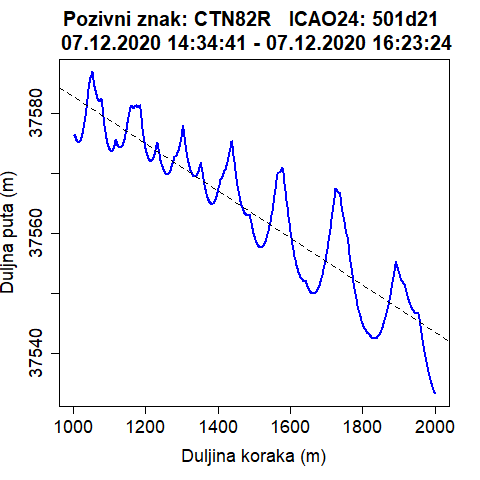 Pozivni znak: CTN82R   ICAO24: 501d21
07.12.2020 14:34:41 - 07.12.2020 16:23:24
Duljna puta (m)
37580
37560
37540
1000 1200 1400 1600 1800 2000
Duljina koraka (m)